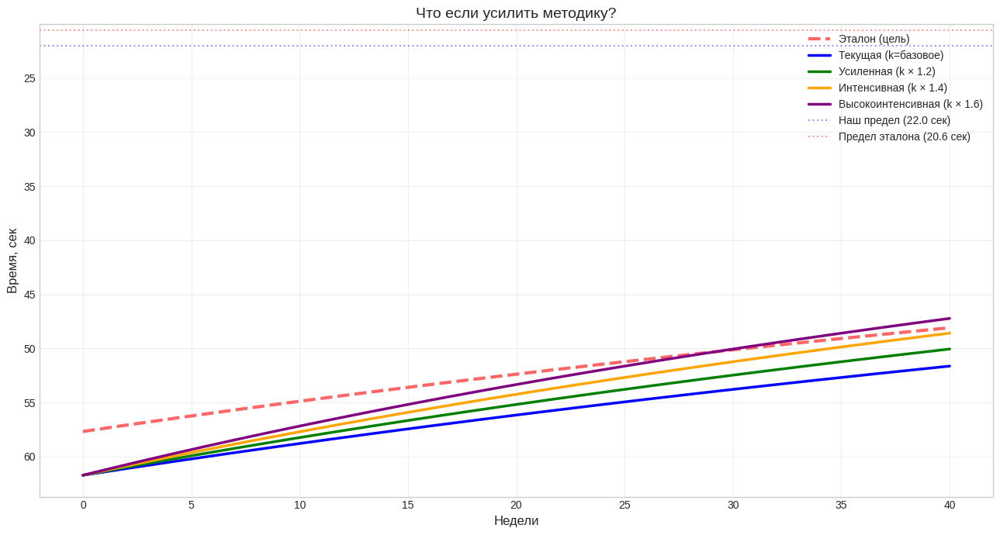 Что если усилить методику?
Эталон (цель)
Текущая (k=базовое)
Усиленная (k × 1.2)
Интенсивная (k × 1.4)
Высокоинтенсивная (k × 1.6)
Наш предел (22.0 сек)
Предел эталона (20.6 сек)
Время, сек
25
30
35
40
45
50
55
60
0 5 10 15 20 25 30 35 40
Недели